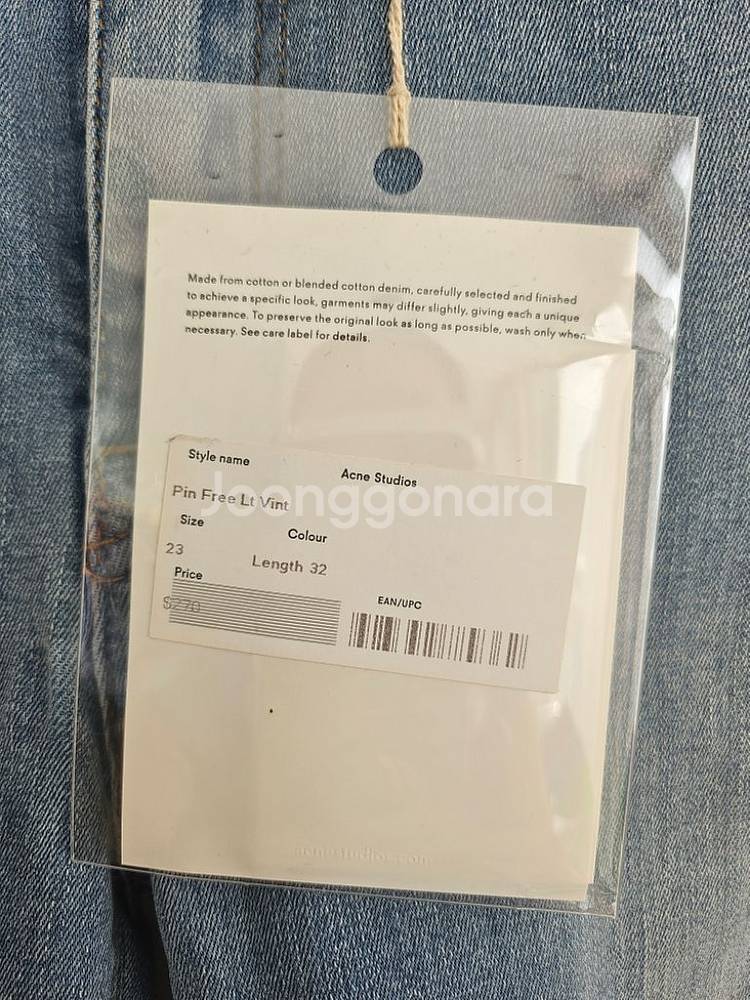 Made from cotton or blended cotton denim, carefully selected and finished
to achieve a specific look, garments may differ slightly, giving each a unique
appearance. To preserve the original look as long as possible, wash only when
necessary. See care label for details.
Style name
Acne Studios
Pin Free Lt Vint
Joonggonara
Size
Colour
23
Length 32
Price
$270
EAN/UPC
acnestudios.com